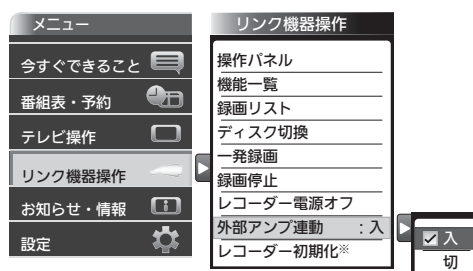 メニュー
今すぐできること
番組表・予約
テレビ操作
リンク機器操作
お知らせ・情報
設定
リンク機器操作
操作パネル
機能一覧
録画リスト
ディスク切換
一発録画
録画停止
レコーダー電源オフ
外部アンプ連動 : 入
レコーダー初期化※
入
切